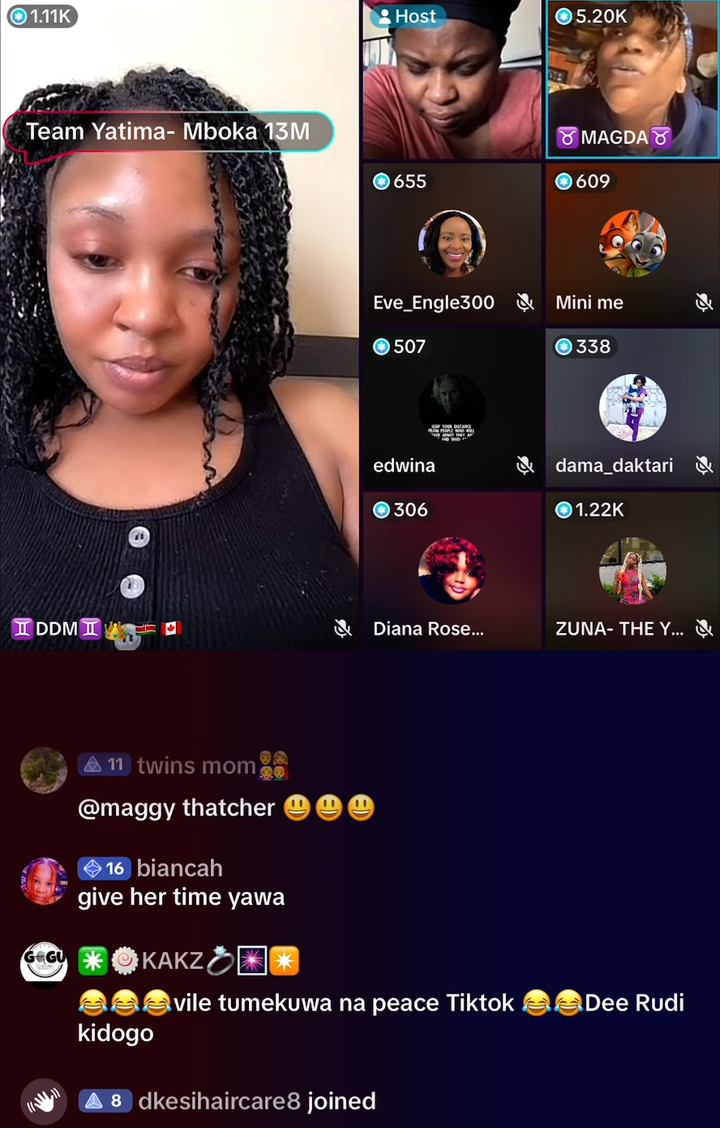 1.11K
Host
5.20K
Team Yatima- Mboka 13M
MAGDA
655
609
Eve_Engle300
Mini me
507
338
edwina
dama_daktari
306
1.22K
DDM
Diana Rose...
ZUNA- THE Y...
11 twins mom
@maggy thatcher 😃😃😃
16 biancah
give her time yawa
GOGU
KAKZ
😂😂😂vile tumekuwa na peace Tiktok 😂😂Dee Rudi
kidogo
8 dkesihaircare8 joined